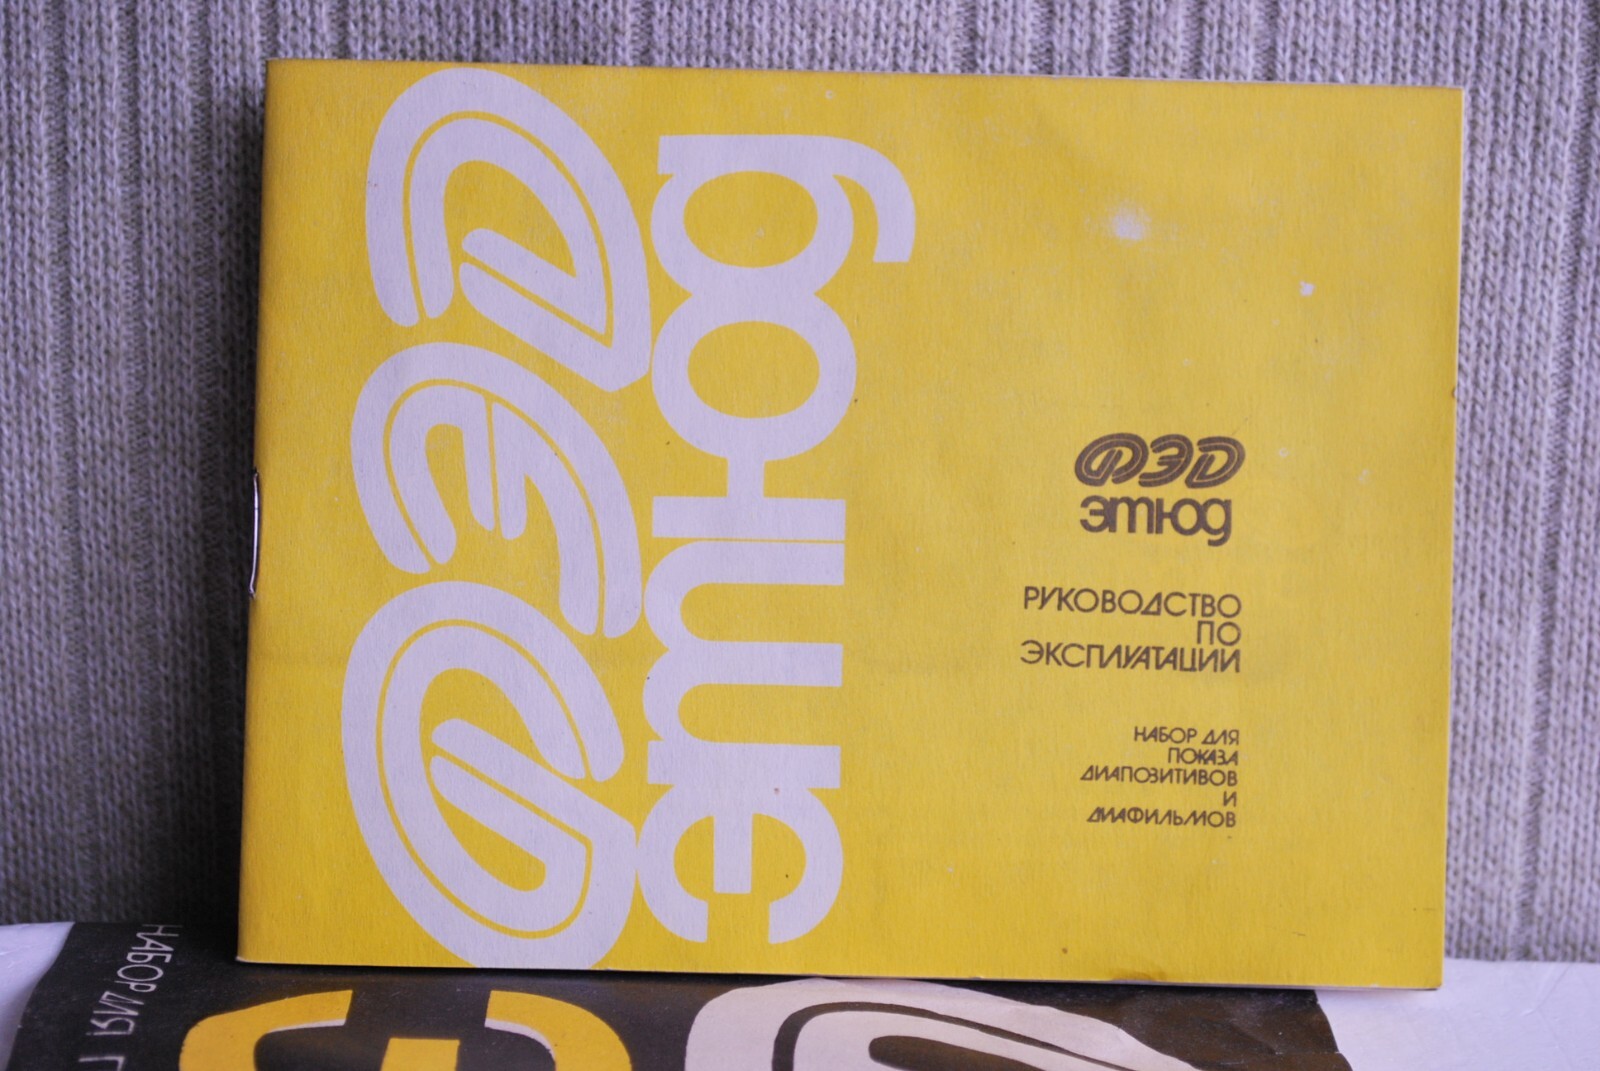 ФЭД
этюд
ФЭД
этюд
РУКОВОДСТВО
ПО
ЭКСПЛУАТАЦИИ
НАБОР ДЛЯ
ПОКАЗА
ДИАПОЗИТИВОВ
И
ДИАФИЛЬМОВ
НАБОР ДЛЯ